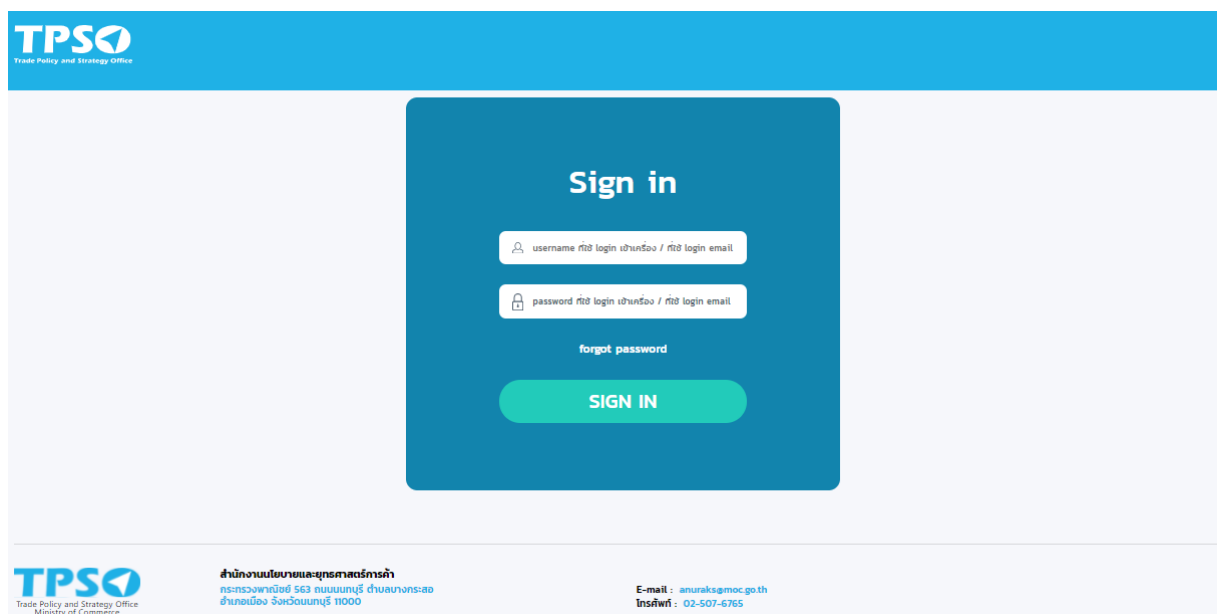 TPSO
Trade Policy and Strategy Office
Sign in
username ที่ใช้ login เข้าเครื่อง / ที่ใช้ login email
password ที่ใช้ login เข้าเครื่อง / ที่ใช้ login email
forgot password
SIGN IN
TPSO
Trade Policy and Strategy Office
Ministry of Commerce
สำนักงานนโยบายและยุทธศาสตร์การค้า
กระทรวงพาณิชย์ 563 ถนนนนทบุรี ตำบลบางกระสอ
อำเภอเมือง จังหวัดนนทบุรี 11000
E-mail : anuraks@moc.go.th
โทรศัพท์ : 02-507-6765